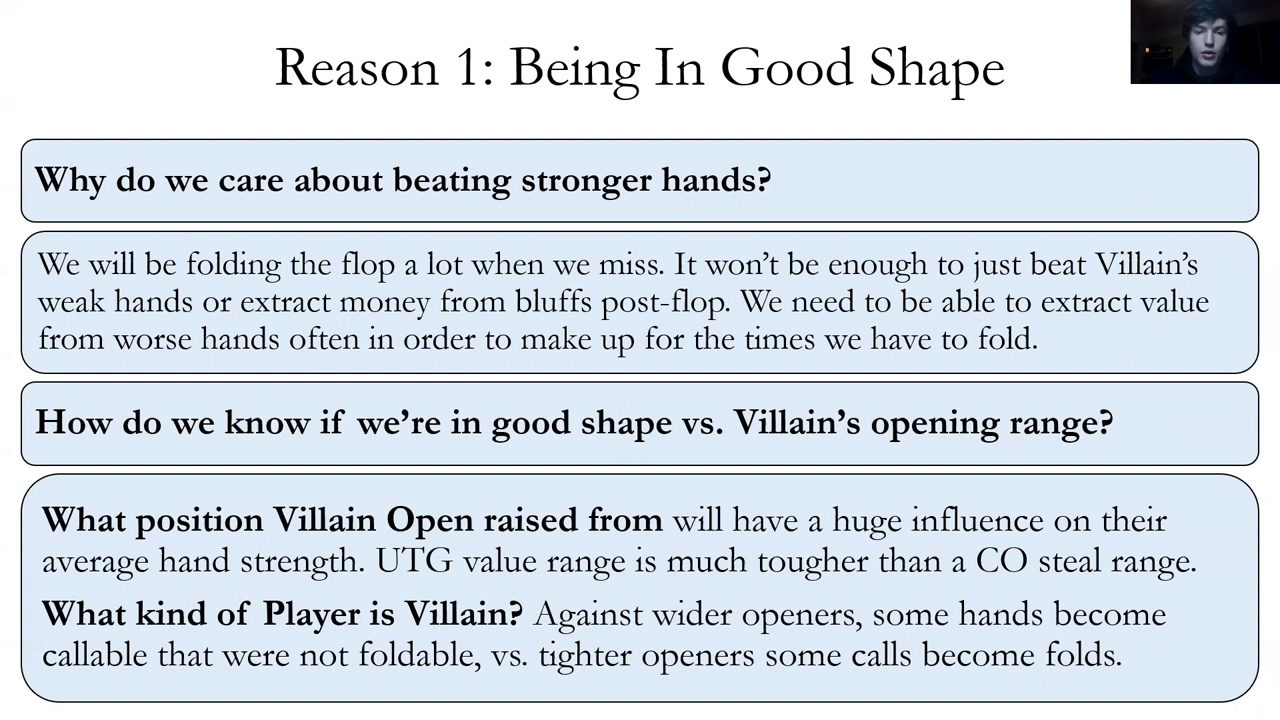 Reason 1: Being In Good Shape
Why do we care about beating stronger hands?
We will be folding the flop a lot when we miss. It won't be enough to just beat Villain's
weak hands or extract money from bluffs post-flop. We need to be able to extract value
from worse hands often in order to make up for the times we have to fold.
How do we know if we're in good shape vs. Villain's opening range?
What position Villain Open raised from will have a huge influence on their
average hand strength. UTG value range is much tougher than a CO steal range.
What kind of Player is Villain? Against wider openers, some hands become
callable that were not foldable, vs. tighter openers some calls become folds.